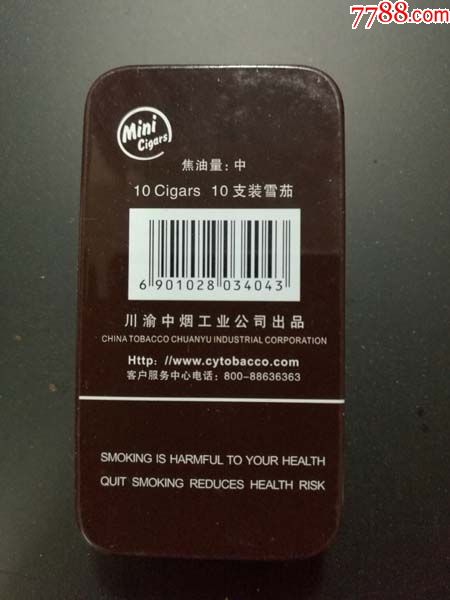 7788.com
Mini
Cigars
焦油量：中
10 Cigars 10 支装雪茄
6 901028 034043
川渝中烟工业公司出品
CHINA TOBACCO CHUANYU INDUSTRIAL CORPORATION
Http：//www.cytobacco.com
客户服务中心电话：800-88636363
SMOKING IS HARMFUL TO YOUR HEALTH
QUIT SMOKING REDUCES HEALTH RISK